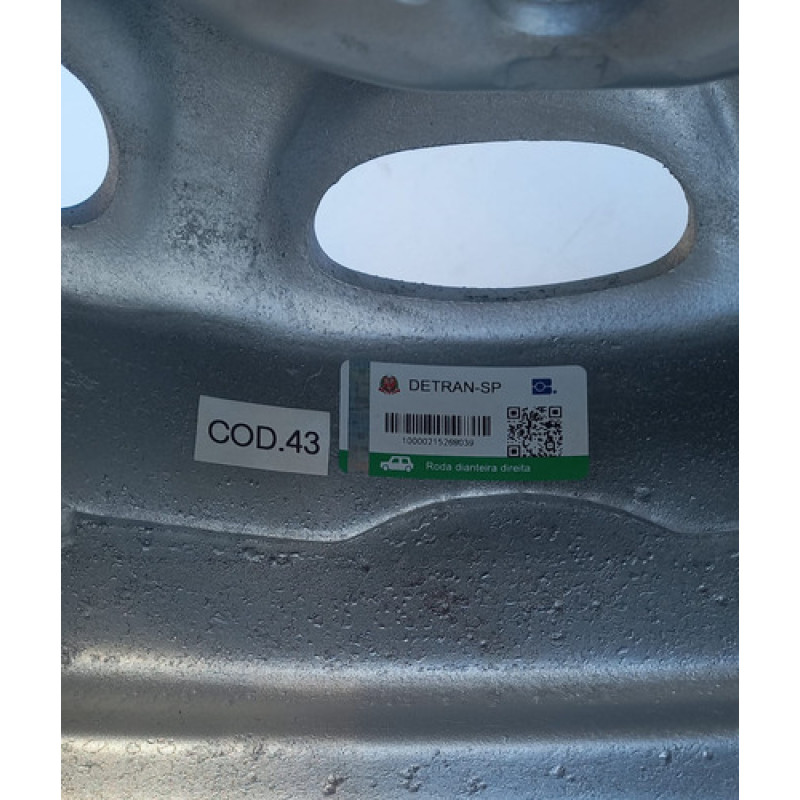 COD.43
DETRAN-SP
10000215268039
Roda dianteira direita